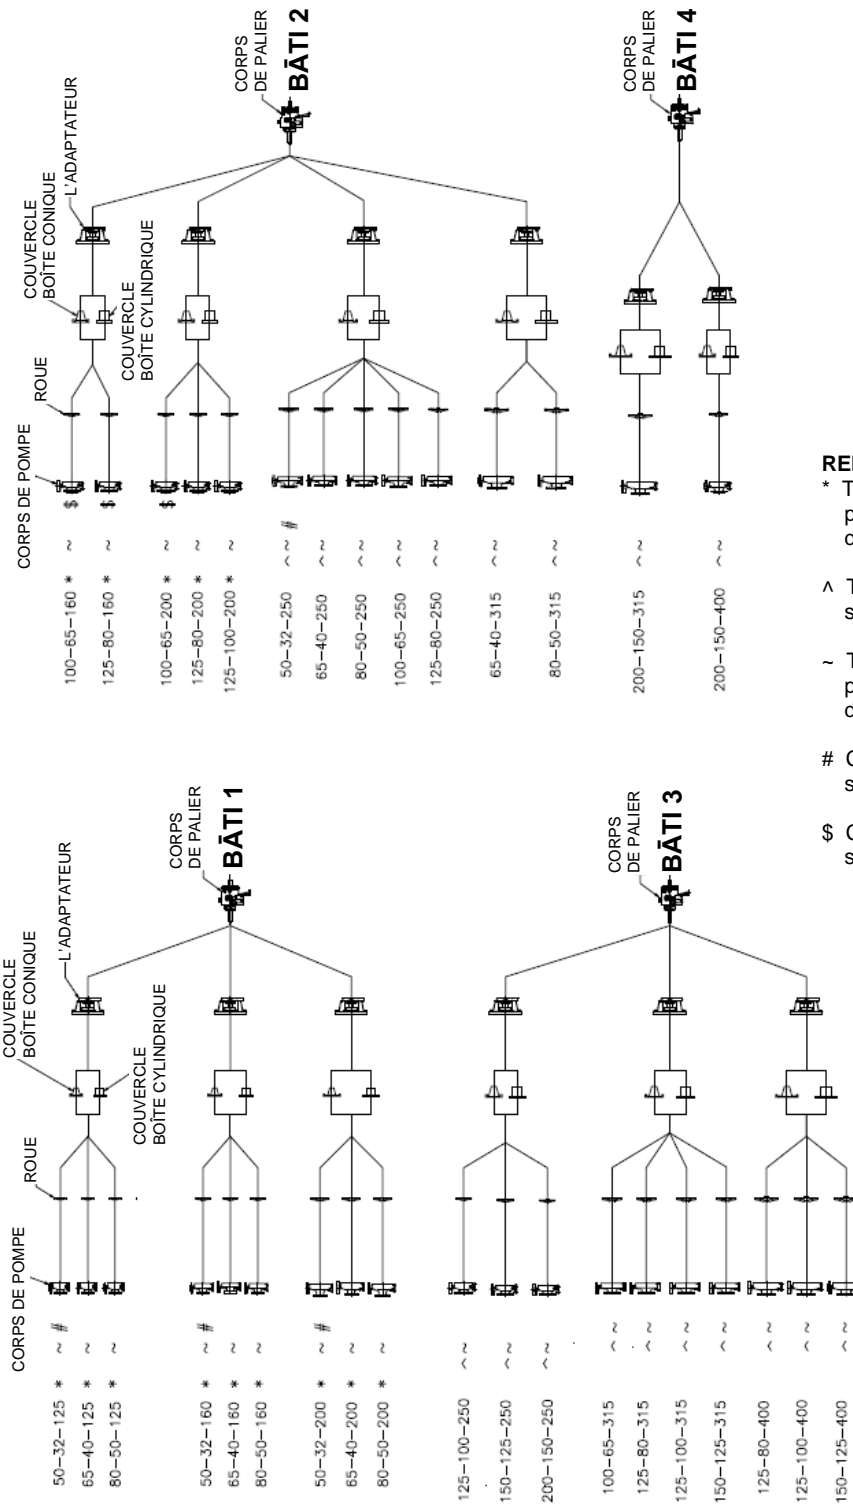 CORPS DE POMPE
ROUE
COUVERCLE
BOÎTE CONIQUE
L'ADAPTATEUR
COUVERCLE
BOÎTE CYLINDRIQUE
CORPS
DE PALIER
BĀTI 2
100-65-160 * ~ $
125-80-160 * ~ $
100-65-200 * ~ $
125-80-200 * ~
125-100-200 * ~
50-32-250 ^ ~ #
65-40-250 ^ ~
80-50-250 ^ ~
100-65-250 ^ ~
125-80-250 ^ ~
65-40-315 ^ ~
80-50-315 ^ ~
CORPS
DE PALIER
BĀTI 4
200-150-315 ^ ~
200-150-400 ^ ~
CORPS DE POMPE
ROUE
COUVERCLE
BOÎTE CONIQUE
L'ADAPTATEUR
COUVERCLE
BOÎTE CYLINDRIQUE
CORPS
DE PALIER
BĀTI 1
50-32-125 * ~ #
65-40-125 * ~
80-50-125 * ~
50-32-160 * ~ #
65-40-160 * ~
80-50-160 * ~
50-32-200 * ~ #
65-40-200 * ~
80-50-200 * ~
CORPS
DE PALIER
BĀTI 3
125-100-250 ^ ~
150-125-250 ^ ~
200-150-250 ^ ~
100-65-315 ^ ~
125-80-315 ^ ~
125-100-315 ^ ~
150-125-315 ^ ~
125-80-400 ^ ~
125-100-400 ^ ~
150-125-400 ^ ~
*
^
~
#
$